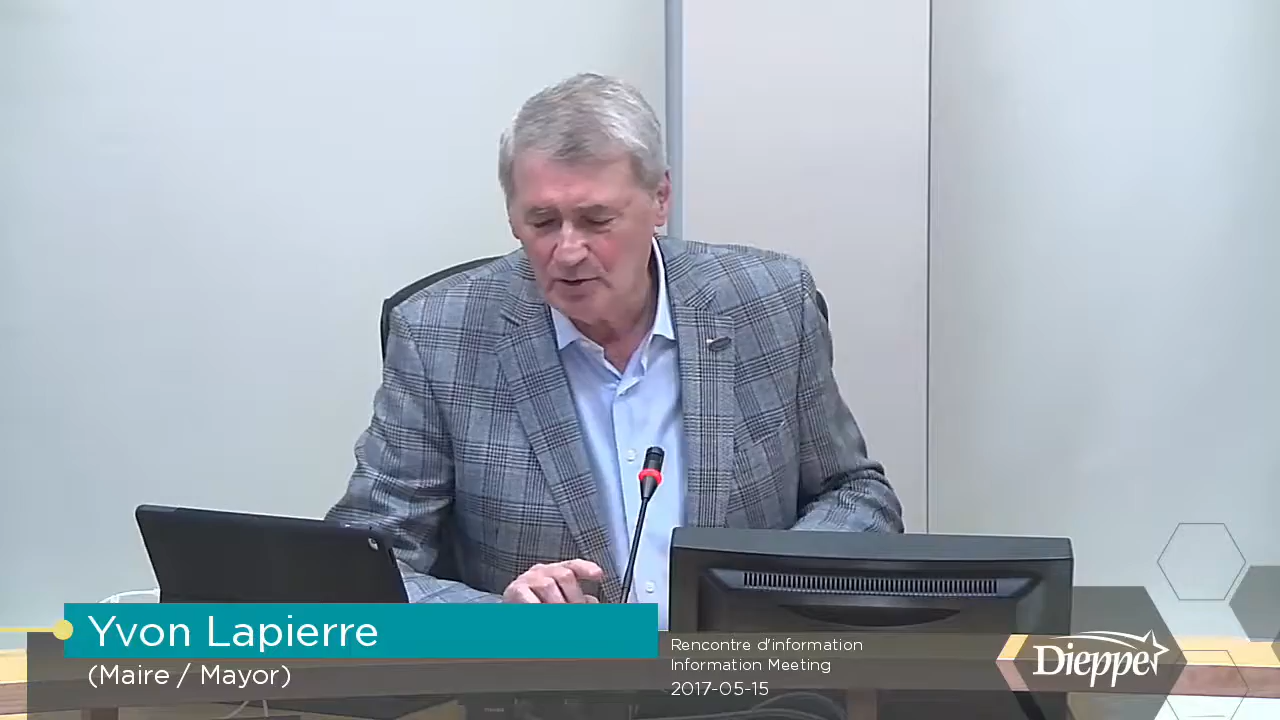 Yvon Lapierre
(Maire / Mayor)
Rencontre d'information
Information Meeting
2017-05-15
Dieppe